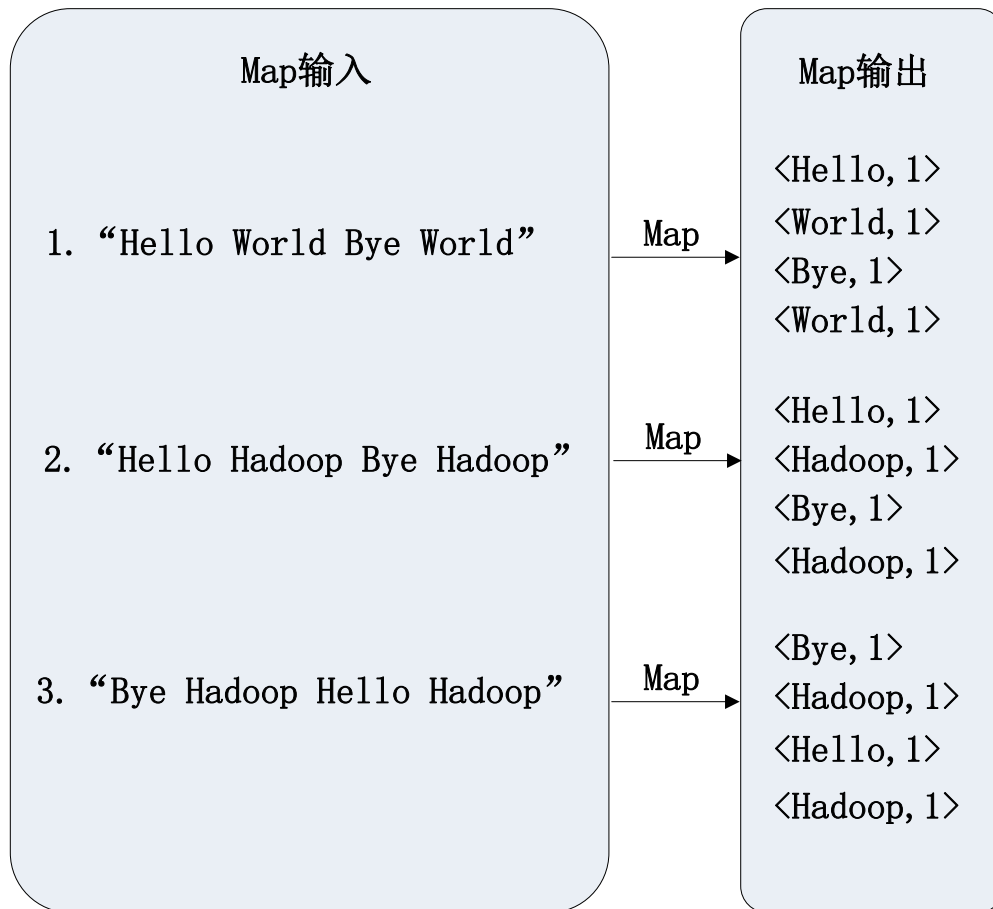 Map输入
1. “Hello World Bye World”
2. “Hello Hadoop Bye Hadoop”
3. “Bye Hadoop Hello Hadoop”
Map
Map
Map
Map输出
<Hello, 1>
<World, 1>
<Bye, 1>
<World, 1>
<Hello, 1>
<Hadoop, 1>
<Bye, 1>
<Hadoop, 1>
<Bye, 1>
<Hadoop, 1>
<Hello, 1>
<Hadoop, 1>